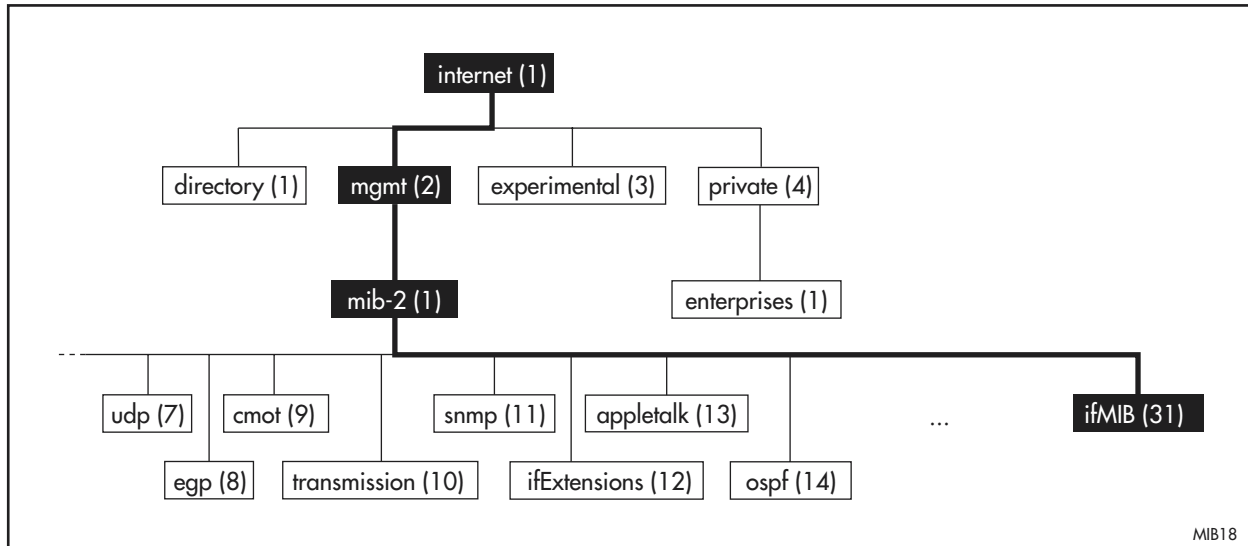 internet (1)
directory (1) mgmt (2) experimental (3) private (4)
mib-2 (1) enterprises (1)
udp (7) cmot (9) snmp (11) appletalk (13) ... ifMIB (31)
egp (8) transmission (10) ifExtensions (12) ospf (14)
MIB18